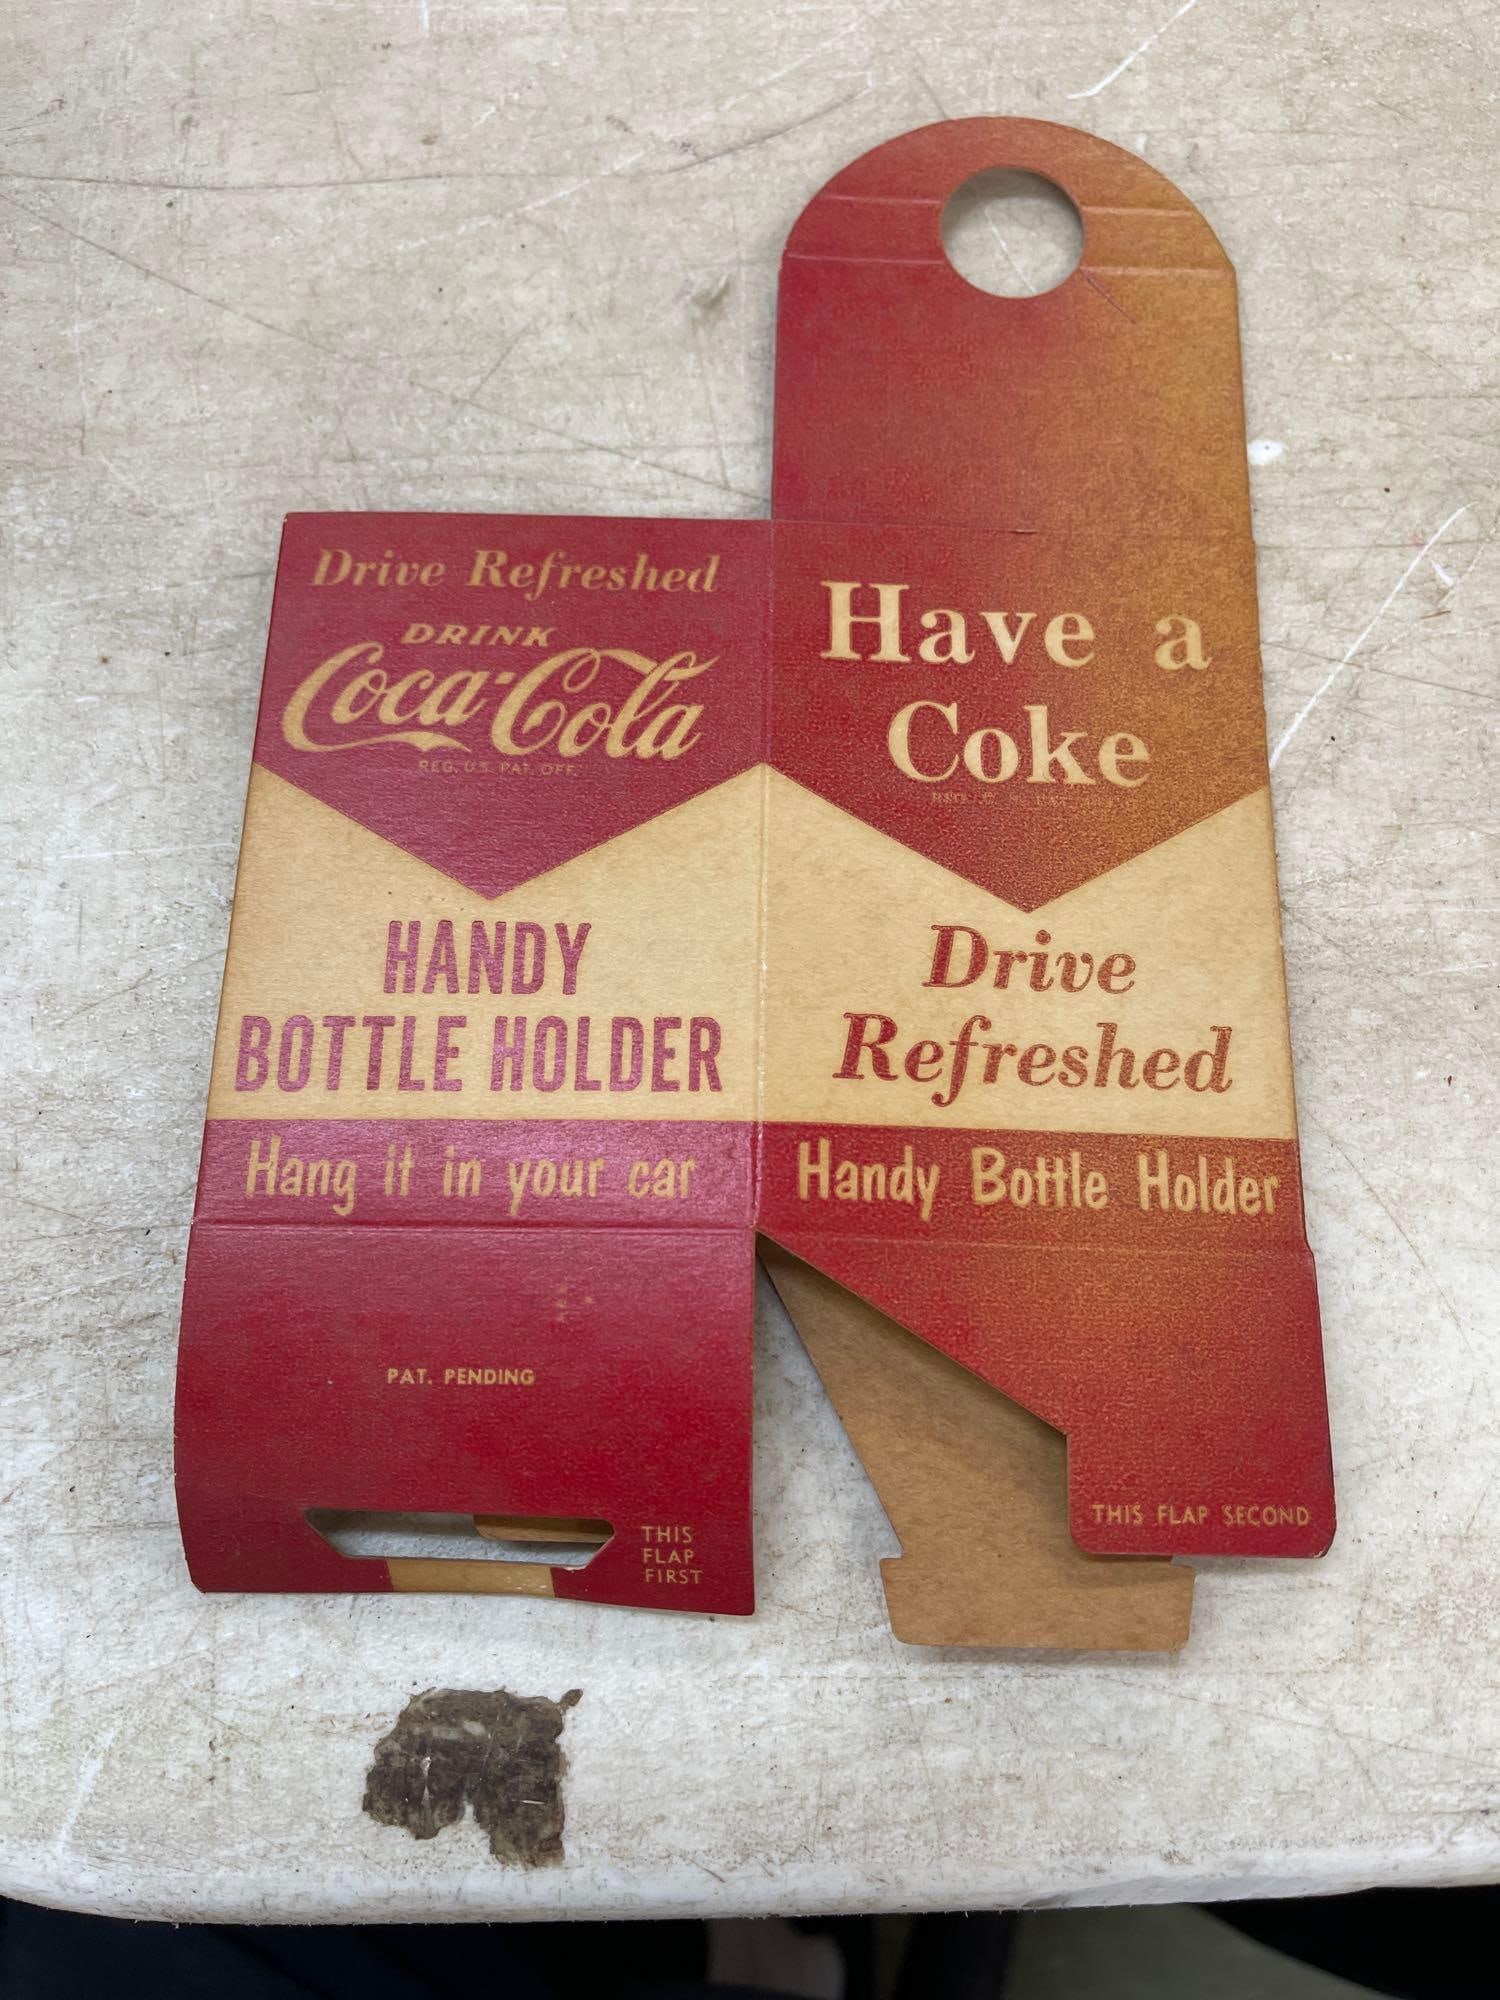 Drive Refreshed
DRINK
Coca-Cola
REG. U.S. PAT. OFF.
HANDY
BOTTLE HOLDER
Hang it in your car
PAT. PENDING
THIS
FLAP
FIRST
Have a
Coke
Drive
Refreshed
Handy Bottle Holder
THIS FLAP SECOND